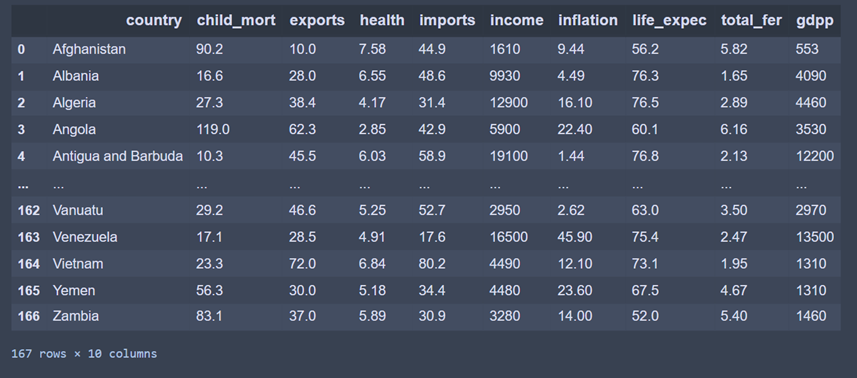 country child_mort exports health imports income inflation life_expec total_fer gdpp
0 Afghanistan 90.2 10.0 7.58 44.9 1610 9.44 56.2 5.82 553
1 Albania 16.6 28.0 6.55 48.6 9930 4.49 76.3 1.65 4090
2 Algeria 27.3 38.4 4.17 31.4 12900 16.10 76.5 2.89 4460
3 Angola 119.0 62.3 2.85 42.9 5900 22.40 60.1 6.16 3530
4 Antigua and Barbuda 10.3 45.5 6.03 58.9 19100 1.44 76.8 2.13 12200
... ... ... ... ... ... ... ... ... ... ...
162 Vanuatu 29.2 46.6 5.25 52.7 2950 2.62 63.0 3.50 2970
163 Venezuela 17.1 28.5 4.91 17.6 16500 45.90 75.4 2.47 13500
164 Vietnam 23.3 72.0 6.84 80.2 4490 12.10 73.1 1.95 1310
165 Yemen 56.3 30.0 5.18 34.4 4480 23.60 67.5 4.67 1310
166 Zambia 83.1 37.0 5.89 30.9 3280 14.00 52.0 5.40 1460
167 rows × 10 columns